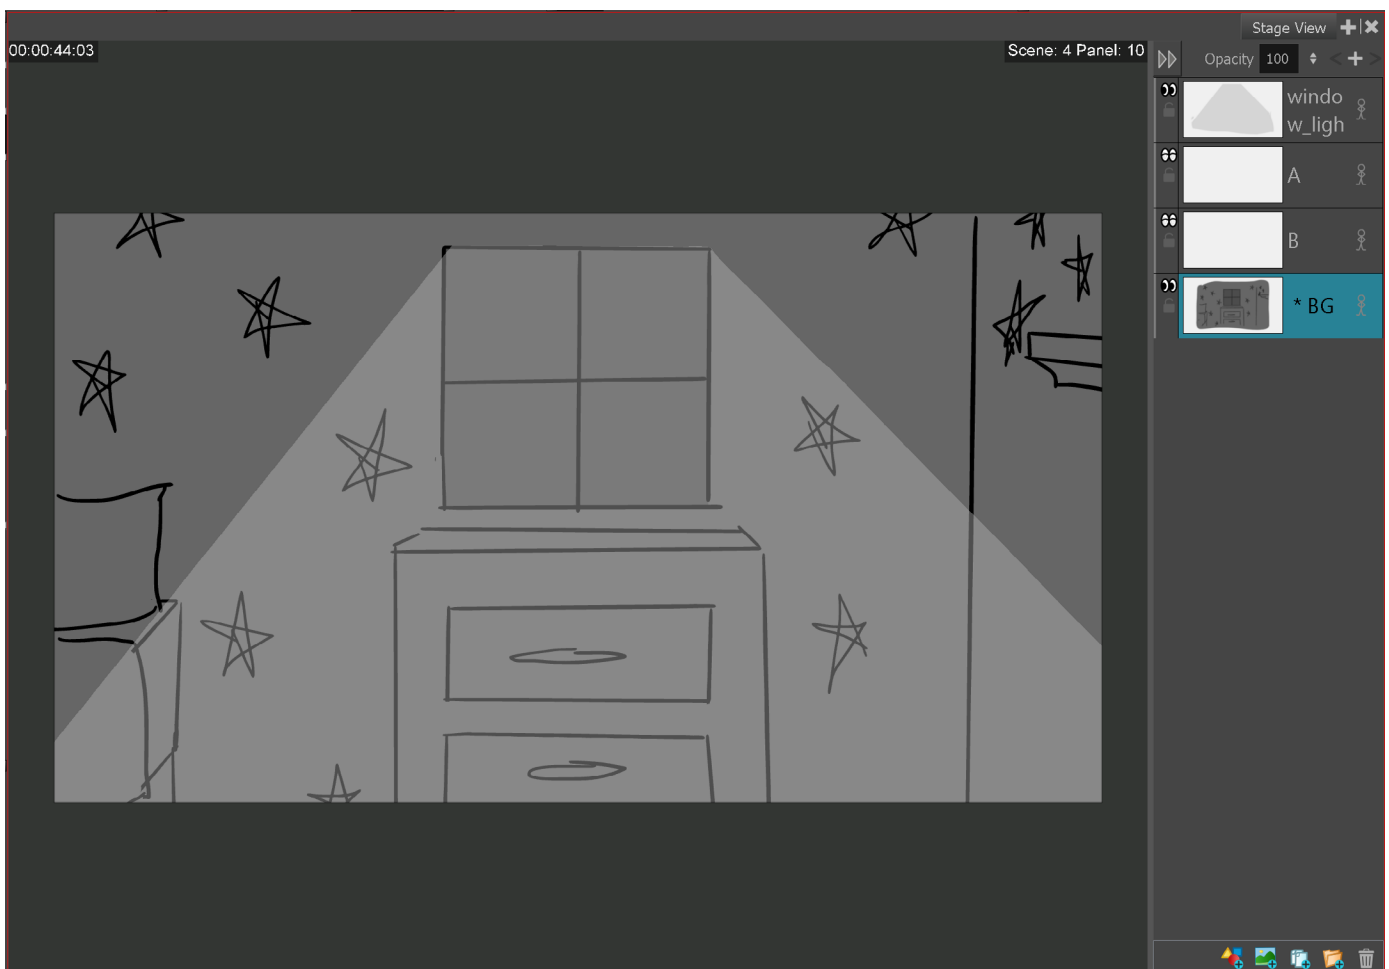 Stage View
00:00:44:03
Scene: 4 Panel: 10
Opacity 100
windo
w_ligh
A
B
* BG